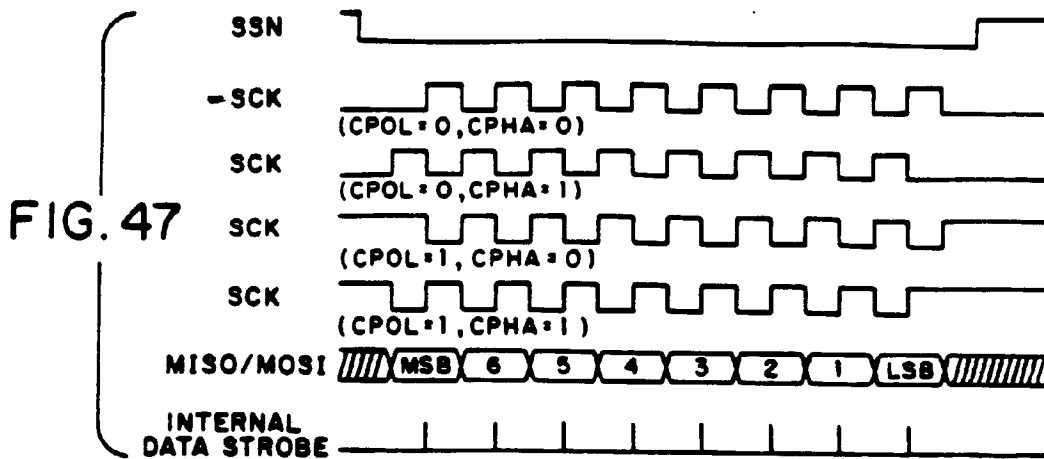 FIG. 47
SSN
SCK
(CPOL=0,CPHA=0)
SCK
(CPOL=0,CPHA=1)
SCK
(CPOL=1,CPHA=0)
SCK
(CPOL=1,CPHA=1)
MISO/MOSI MSB 6 5 4 3 2 1 LSB
INTERNAL
DATA STROBE